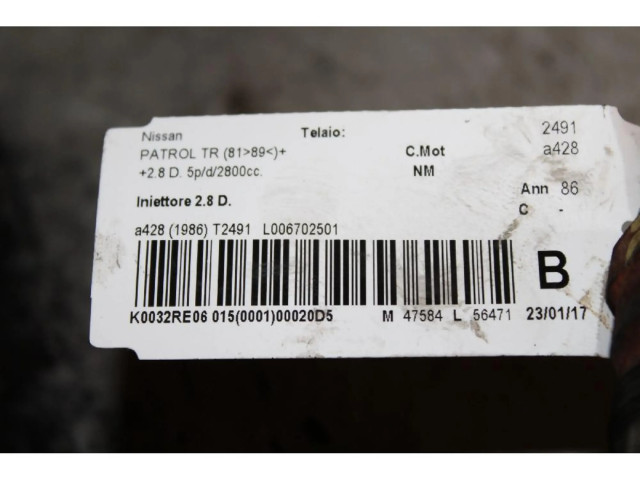 Nissan Telaio: 2491
PATROL TR (81>89<)+ C.Mot a428
+2.8 D. 5p/d/2800cc. NM
Ann 86
Iniettore 2.8 D. C -
a428 (1986) T2491 L006702501
B
K0032RE06 015(0001)00020D5 M 47584 L 56471 23/01/17